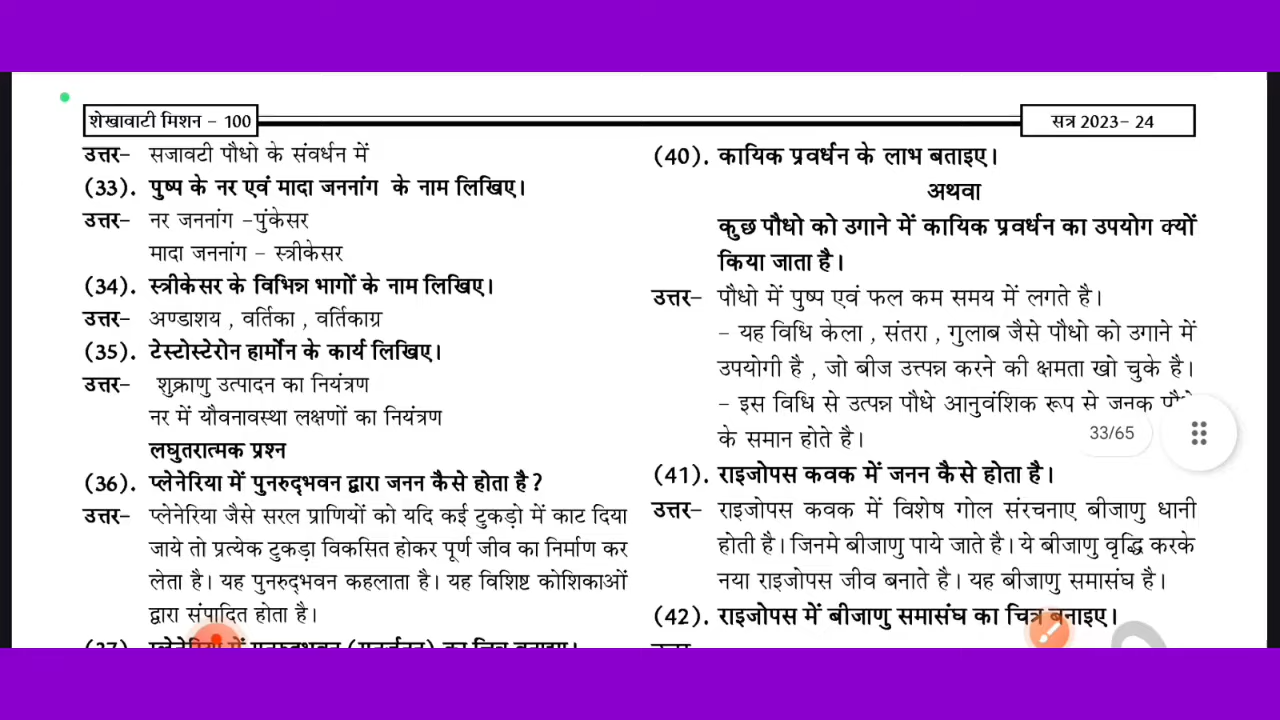 शेखावाटी मिशन – 100
सत्र 2023– 24
उत्तर– सजावटी पौधो के संवर्धन में
(33). पुष्प के नर एवं मादा जननांग के नाम लिखिए।
उत्तर– नर जननांग –पुंकेसर
मादा जननांग – स्त्रीकेसर
(34). स्त्रीकेसर के विभिन्न भागों के नाम लिखिए।
उत्तर– अण्डाशय , वर्तिका , वर्तिकाग्र
(35). टेस्टोस्टेरोन हार्मोन के कार्य लिखिए।
उत्तर– शुक्राणु उत्पादन का नियंत्रण
नर में यौवनावस्था लक्षणों का नियंत्रण
लघुतरात्मक प्रश्न
(36). प्लेनेरिया में पुनरुद्भवन द्वारा जनन कैसे होता है?
उत्तर– प्लेनेरिया जैसे सरल प्राणियों को यदि कई टुकड़ो में काट दिया
जाये तो प्रत्येक टुकड़ा विकसित होकर पूर्ण जीव का निर्माण कर
लेता है। यह पुनरुद्भवन कहलाता है। यह विशिष्ट कोशिकाओं
द्वारा संपादित होता है।
(40). कायिक प्रवर्धन के लाभ बताइए।
अथवा
कुछ पौधो को उगाने में कायिक प्रवर्धन का उपयोग क्यों
किया जाता है।
उत्तर– पौधो में पुष्प एवं फल कम समय में लगते है।
– यह विधि केला , संतरा , गुलाब जैसे पौधो को उगाने में
उपयोगी है , जो बीज उत्त्पन्न करने की क्षमता खो चुके है।
– इस विधि से उत्पन्न पौधे आनुवंशिक रूप से जनक
के समान होते है।
33/65
(41). राइजोपस कवक में जनन कैसे होता है।
उत्तर– राइजोपस कवक में विशेष गोल संरचनाए बीजाणु धानी
होती है। जिनमे बीजाणु पाये जाते है। ये बीजाणु वृद्धि करके
नया राइजोपस जीव बनाते है। यह बीजाणु समासंघ है।
(42). राइजोपस में बीजाणु समासंघ का चित्र बनाइए।